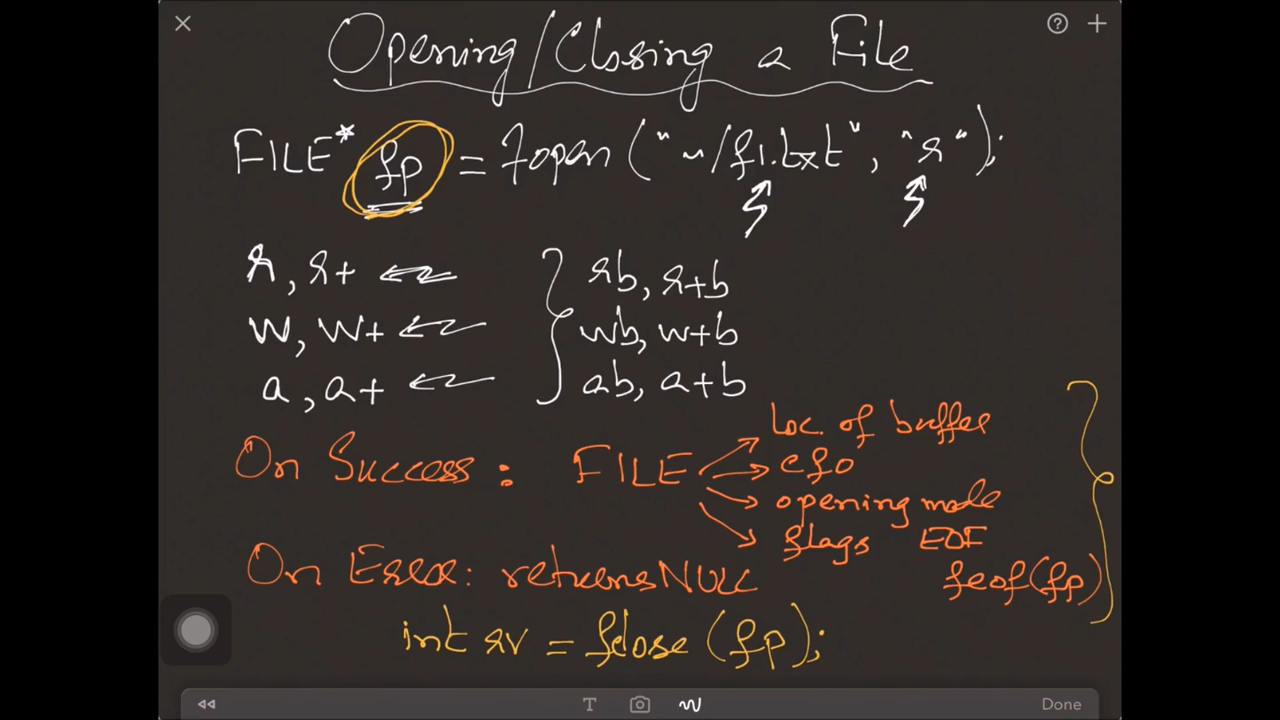 Opening/Closing a File
FILE* fp = fopen("~/f1.txt", "r");
r, r+ rb, r+b
w, w+ wb, w+b
a, a+ ab, a+b
On Success: FILE
Loc. of buffer
cfo
opening mode
flags EOF
On Error: returns NULL feof(fp)
int rv = fclose(fp);
T Done